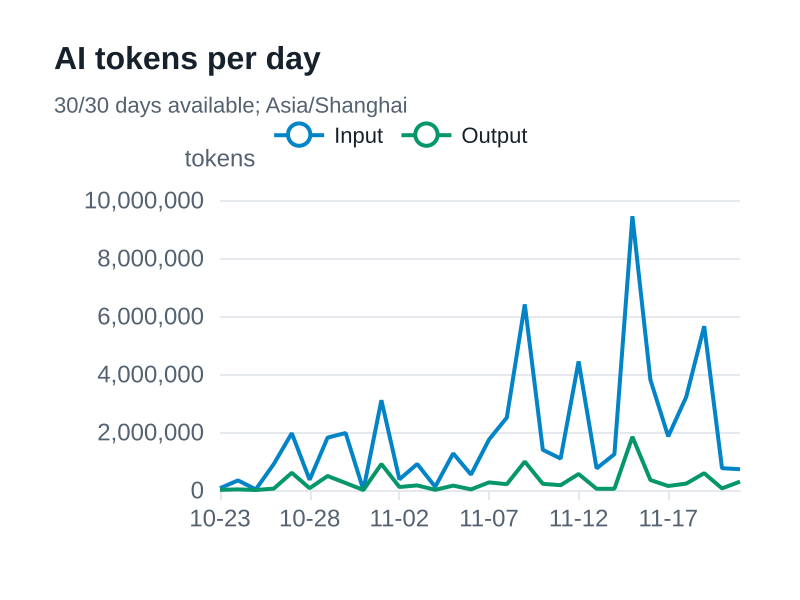 AI tokens per day
30/30 days available; Asia/Shanghai
Input Output
tokens
10,000,000
8,000,000
6,000,000
4,000,000
2,000,000
0
10-23 10-28 11-02 11-07 11-12 11-17